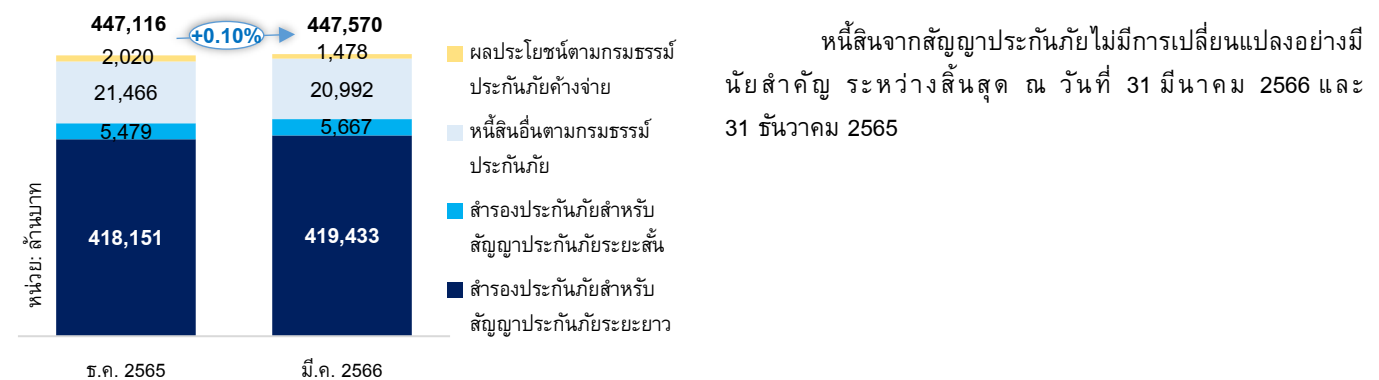 447,116
+0.10%
447,570
2,020
1,478
21,466
20,992
5,479
5,667
418,151
419,433
หน่วย: ล้านบาท
ธ.ค. 2565
มี.ค. 2566
ผลประโยชน์ตามกรมธรรม์
ประกันภัยค้างจ่าย
หนี้สินอื่นตามกรมธรรม์
ประกันภัย
สำรองประกันภัยสำหรับ
สัญญาประกันภัยระยะสั้น
สำรองประกันภัยสำหรับ
สัญญาประกันภัยระยะยาว
หนี้สินจากสัญญาประกันภัยไม่มีการเปลี่ยนแปลงอย่างมี
นัยสำคัญ ระหว่างสิ้นสุด ณ วันที่ 31 มีนาคม 2566 และ
31 ธันวาคม 2565